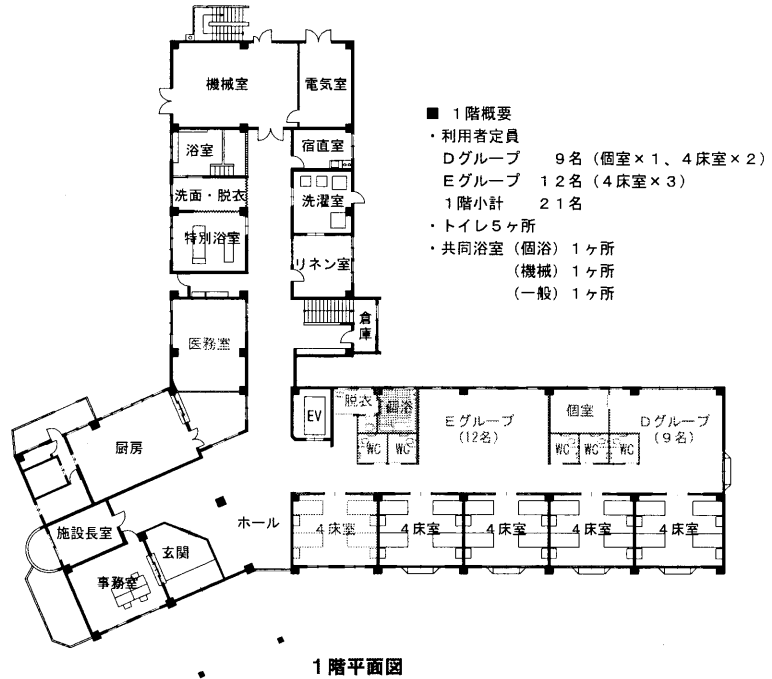 機械室
電気室
■ 1階概要
・利用者定員
Dグループ 9名（個室×1、4床室×2）
Eグループ 12名（4床室×3）
1階小計 21名
・トイレ5ヶ所
・共同浴室（個浴）1ヶ所
（機械）1ヶ所
（一般）1ヶ所
浴室
宿直室
洗面・脱衣
洗濯室
特別浴室
リネン室
倉庫
医務室
EV
脱衣
個浴
Eグループ
(12名)
個室
Dグループ
(9名)
WC
WC
WC
WC
WC
厨房
ホール
施設長室
玄関
事務室
4床室
4床室
4床室
4床室
4床室
1階平面図